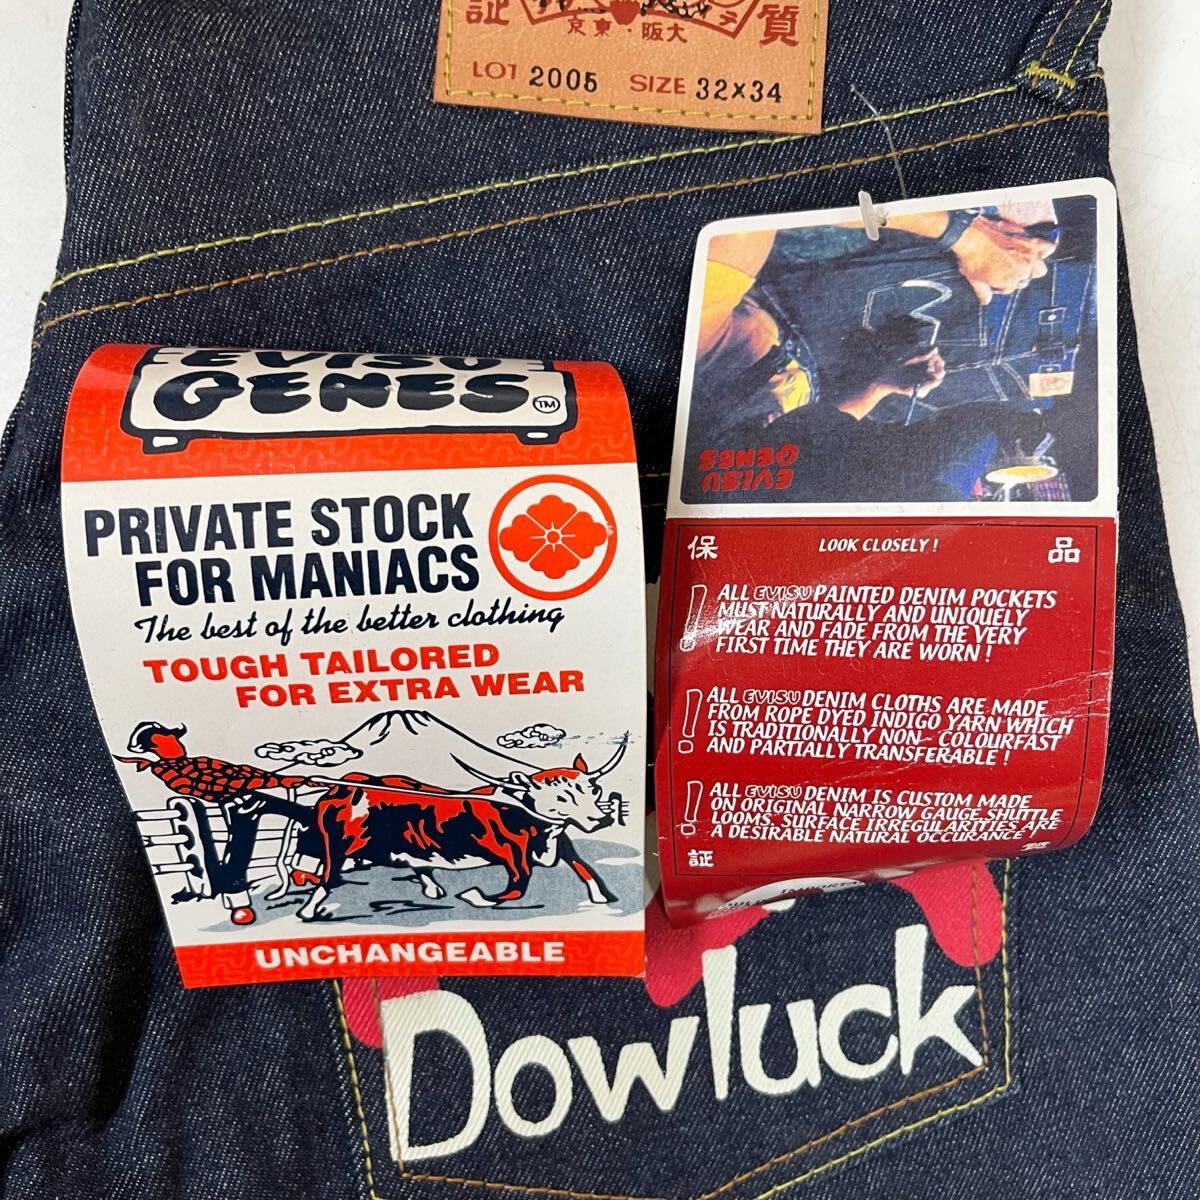 証 質
京東・阪大
LOT 2005 SIZE 32×34
EVISU
GENES TM
PRIVATE STOCK
FOR MANIACS
The best of the better clothing
TOUGH TAILORED
FOR EXTRA WEAR
UNCHANGEABLE
EVISU
GENES
保 LOOK CLOSELY! 品
! ALL EVISU PAINTED DENIM POCKETS
MUST NATURALLY AND UNIQUELY
WEAR AND FADE FROM THE VERY
FIRST TIME THEY ARE WORN!
! ALL EVISU DENIM CLOTHS ARE MADE
FROM ROPE DYED INDIGO YARN WHICH
IS TRADITIONALLY NON-COLOURFAST
AND PARTIALLY TRANSFERABLE!
! ALL EVISU DENIM IS CUSTOM MADE
ON ORIGINAL NARROW GAUGE SHUTTLE
LOOMS. SURFACE IRREGULARITIES ARE
A DESIRABLE NATURAL OCCURANCE!
証
Dowluck